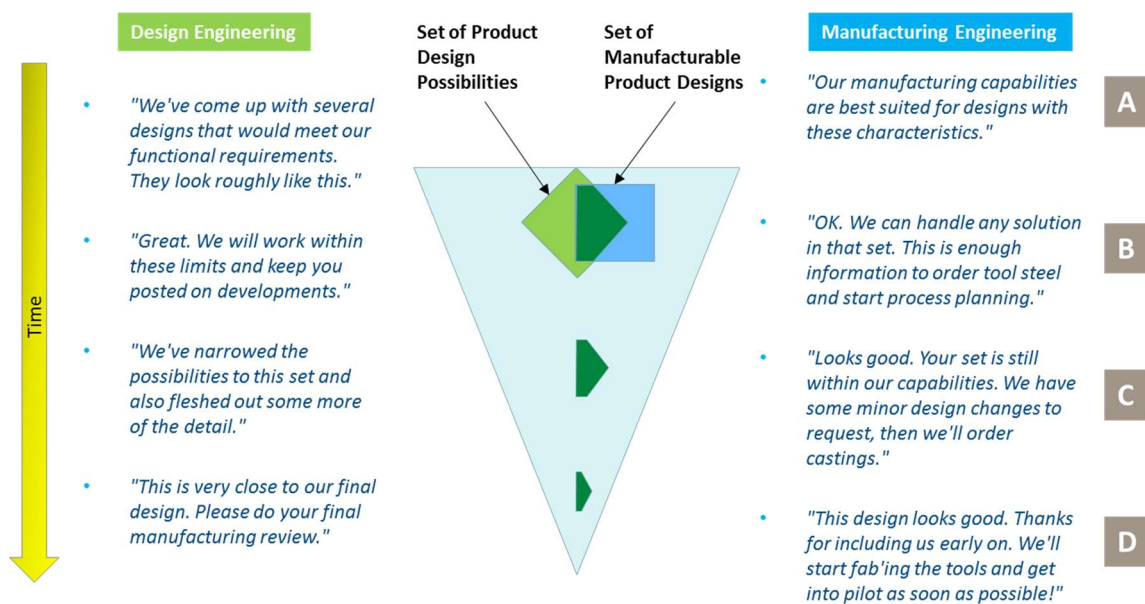 Design Engineering
Set of Product
Design
Possibilities
Set of
Manufacturable
Product Designs
Manufacturing Engineering
Time
• "We've come up with several
designs that would meet our
functional requirements.
They look roughly like this."
• "Our manufacturing capabilities
are best suited for designs with
these characteristics."
A
• "Great. We will work within
these limits and keep you
posted on developments."
• "OK. We can handle any solution
in that set. This is enough
information to order tool steel
and start process planning."
B
• "We've narrowed the
possibilities to this set and
also fleshed out some more
of the detail."
• "Looks good. Your set is still
within our capabilities. We have
some minor design changes to
request, then we'll order
castings."
C
• "This is very close to our final
design. Please do your final
manufacturing review."
• "This design looks good. Thanks
for including us early on. We'll
start fab'ing the tools and get
into pilot as soon as possible!"
D